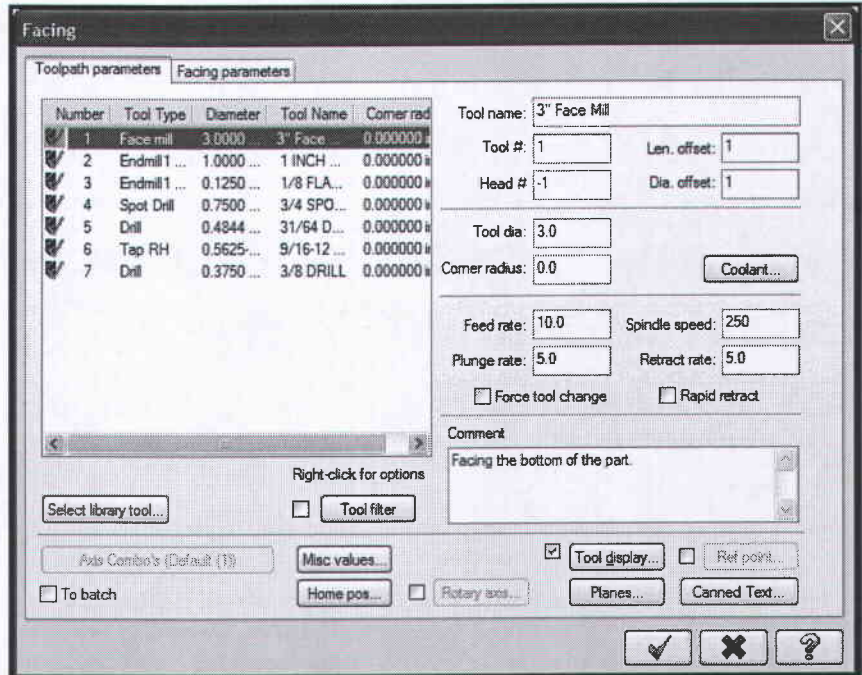 Facing
Toolpath parameters Facing parameters
Number Tool Type Diameter Tool Name Corner rad
1 Face mill 3.0000 ... 3" Face ... 0.000000 i
2 Endmill1 ... 1.0000 ... 1 INCH ... 0.000000 i
3 Endmill1 ... 0.1250 ... 1/8 FLA... 0.000000 i
4 Spot Drill 0.7500 ... 3/4 SPO... 0.000000 i
5 Drill 0.4844 ... 31/64 D... 0.000000 i
6 Tap RH 0.5625-... 9/16-12 ... 0.000000 i
7 Drill 0.3750 ... 3/8 DRILL 0.000000 i
Right-click for options
Select library tool...
Tool filter
Tool name: 3" Face Mill
Tool #: 1 Len. offset: 1
Head # -1 Dia. offset: 1
Tool dia: 3.0
Corner radius: 0.0 Coolant...
Feed rate: 10.0 Spindle speed: 250
Plunge rate: 5.0 Retract rate: 5.0
Force tool change Rapid retract
Comment
Facing the bottom of the part.
Axis Combo's (Default (1)) Misc values... Tool display... Ref point...
To batch Home pos... Rotary axis... Planes... Canned Text...